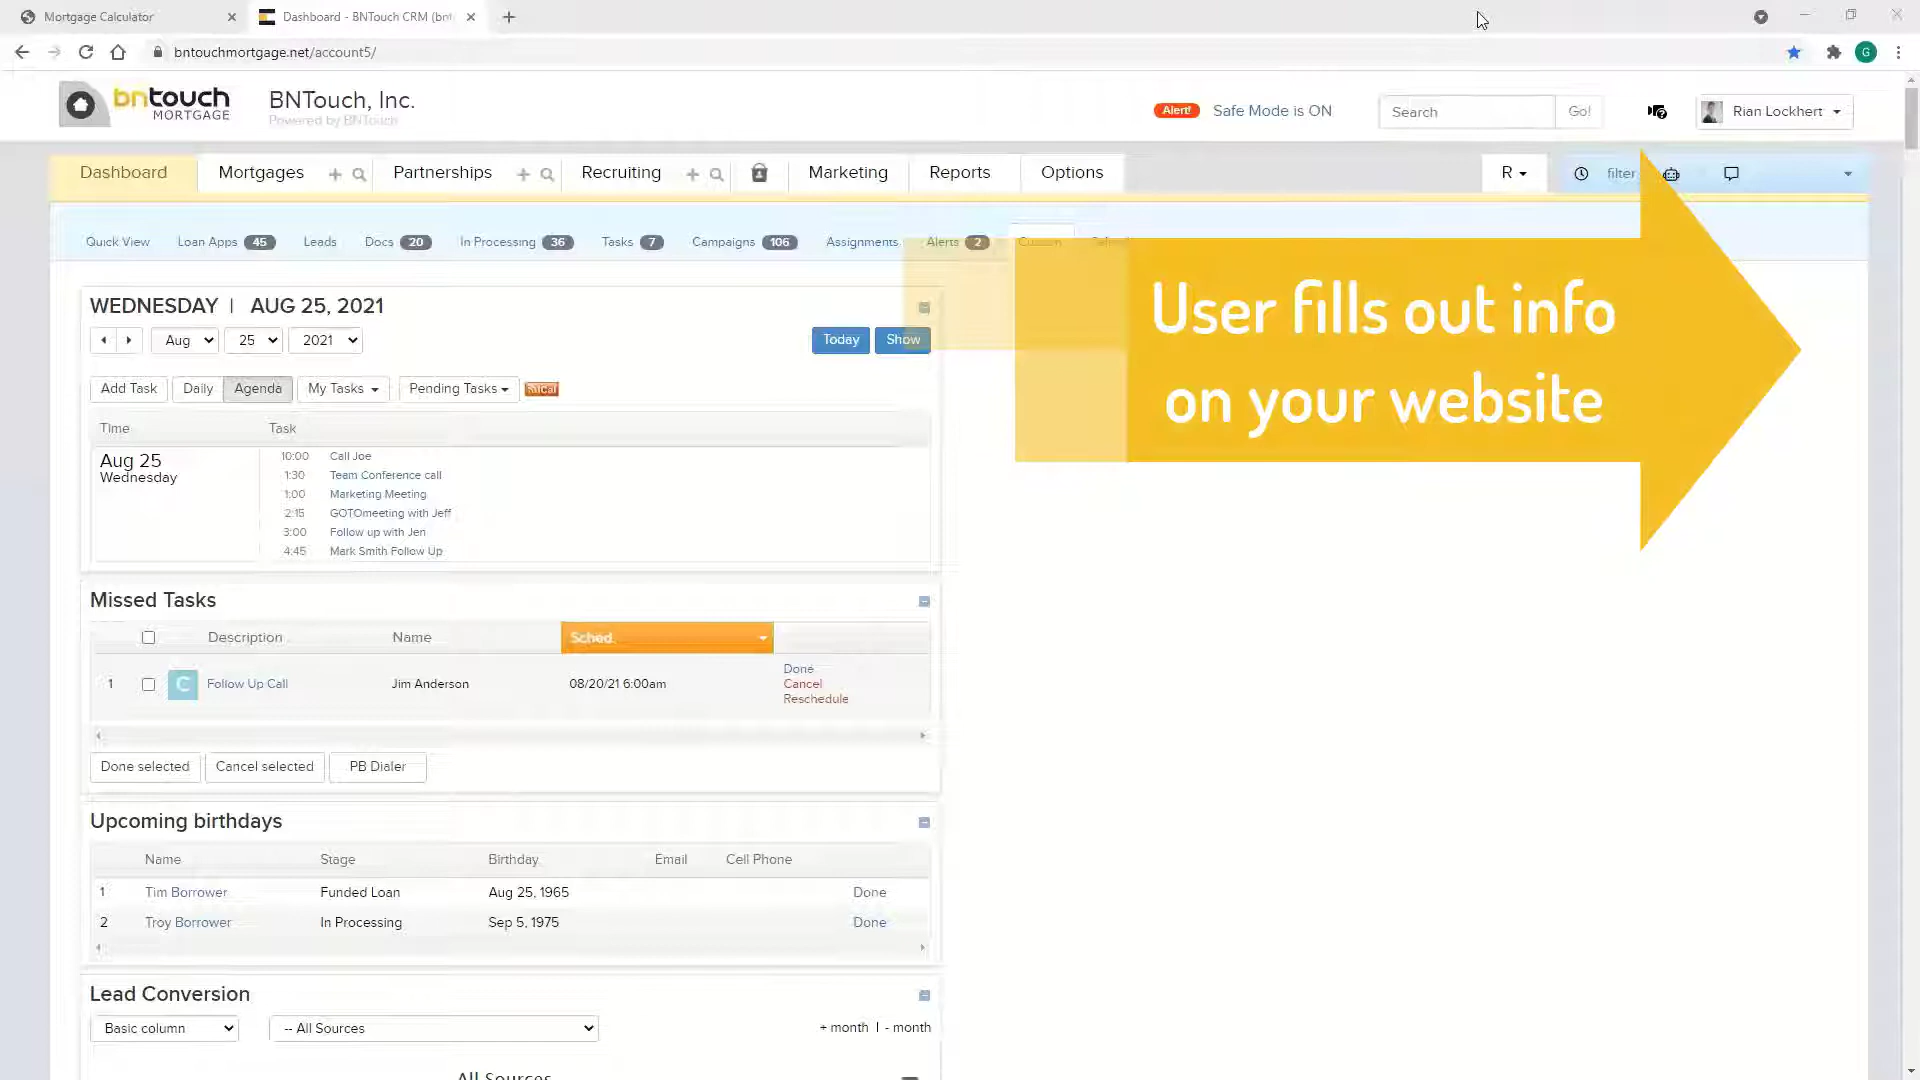 Mortgage Calculator
Dashboard - BNTouch CRM (bnt
bntouchmortgage.net/account5/
bntouch
MORTGAGE
BNTouch, Inc.
Powered by BNTouch
Alert!
Safe Mode is ON
Search
Go!
Rian Lockhert
G
Dashboard
Mortgages
Partnerships
Recruiting
Marketing
Reports
Options
R
filter
Quick View
Loan Apps 45
Leads
Docs 20
In Processing 36
Tasks 7
Campaigns 106
Assignments
Alerts 2
Custom
User fills out info
on your website
WEDNESDAY | AUG 25, 2021
Aug
25
2021
Today
Show
Add Task
Daily
Agenda
My Tasks
Pending Tasks
Time
Task
Aug 25
Wednesday
10:00 Call Joe
1:30 Team Conference call
1:00 Marketing Meeting
2:15 GOTOmeeting with Jeff
3:00 Follow up with Jen
4:45 Mark Smith Follow Up
Missed Tasks
Description
Name
Sched.
1 C Follow Up Call Jim Anderson 08/20/21 6:00am
Done
Cancel
Reschedule
Done selected
Cancel selected
PB Dialer
Upcoming birthdays
Name Stage Birthday Email Cell Phone
1 Tim Borrower Funded Loan Aug 25, 1965 Done
2 Troy Borrower In Processing Sep 5, 1975 Done
Lead Conversion
Basic column
-- All Sources
+ month | - month
All Sources